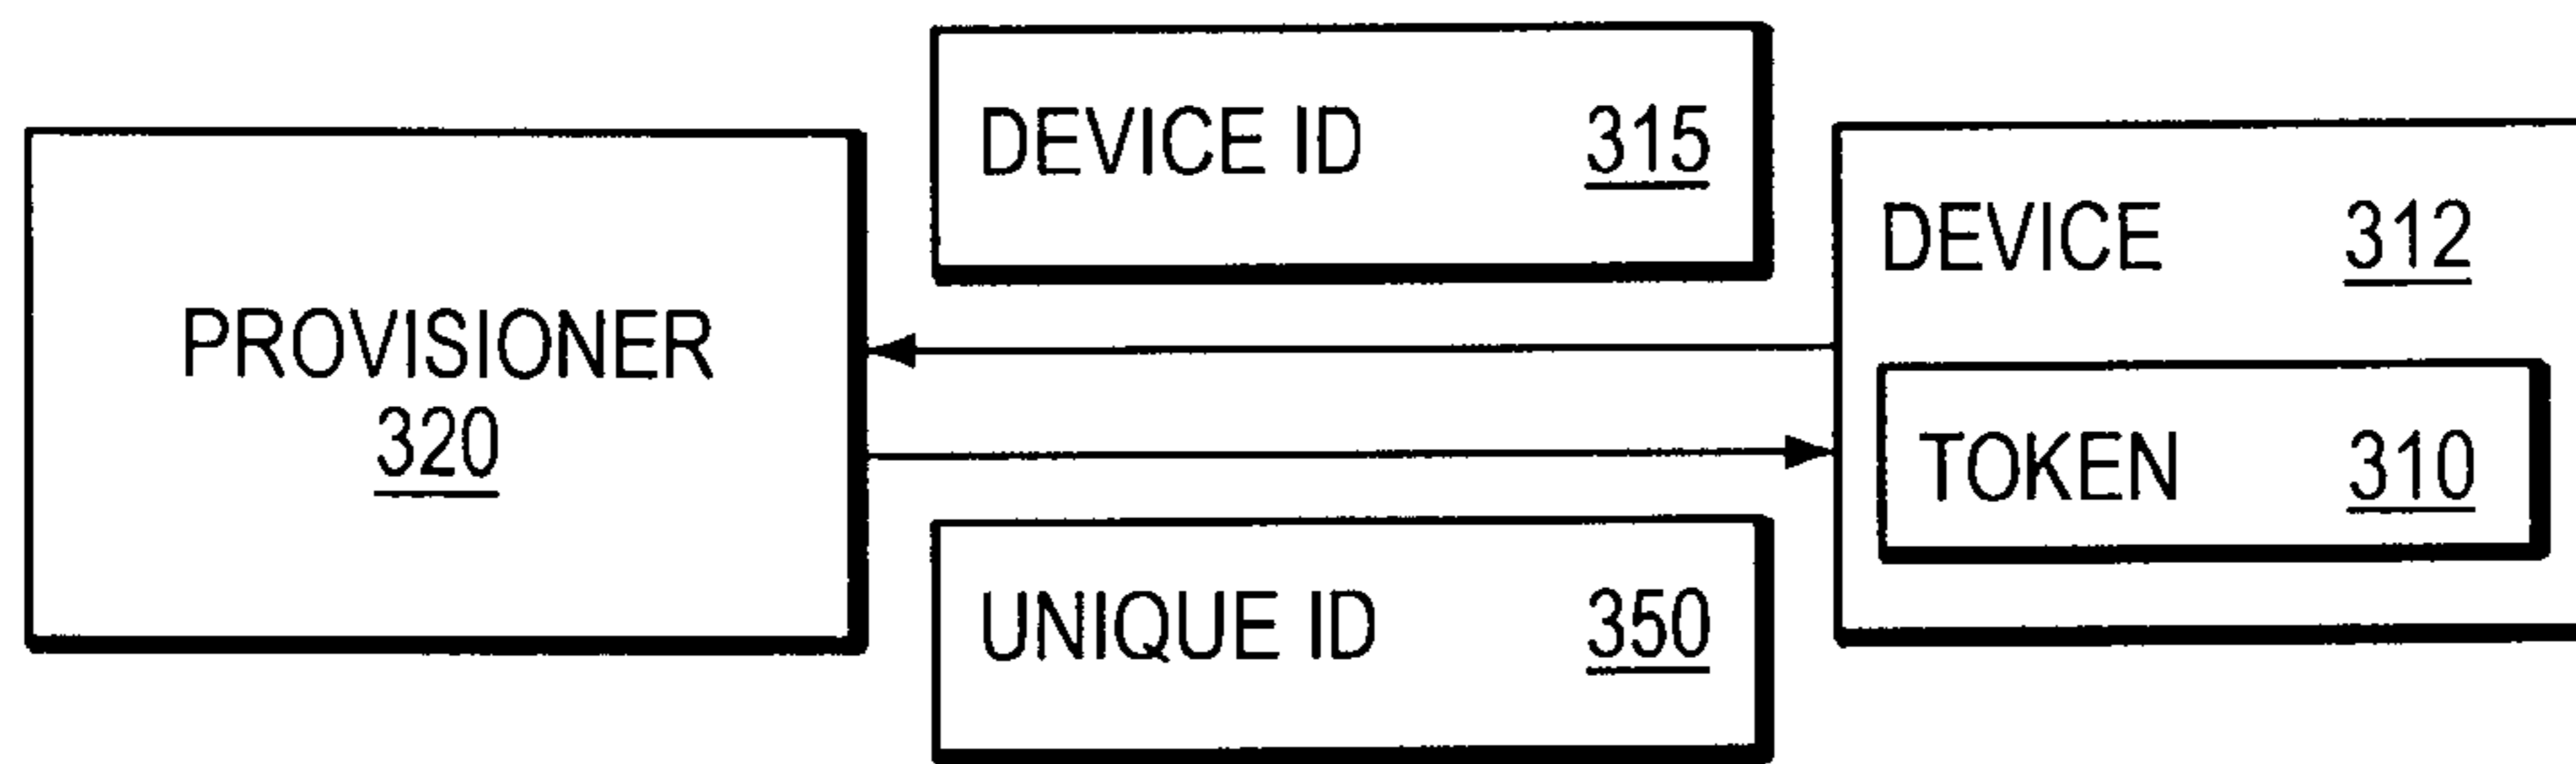 PROVISIONER
320
DEVICE ID 315
UNIQUE ID 350
DEVICE 312
TOKEN 310